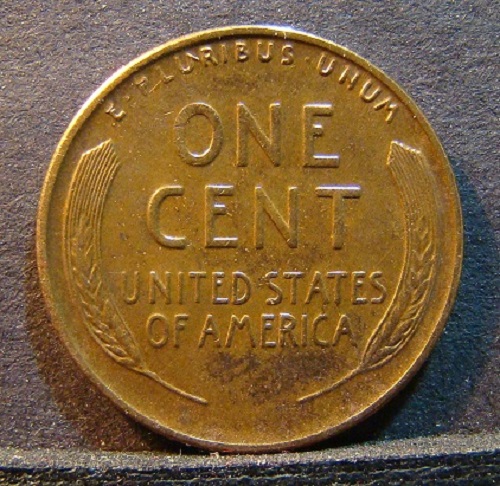 E·PLURIBUS·UNUM
ONE
CENT
UNITED STATES
OF AMERICA